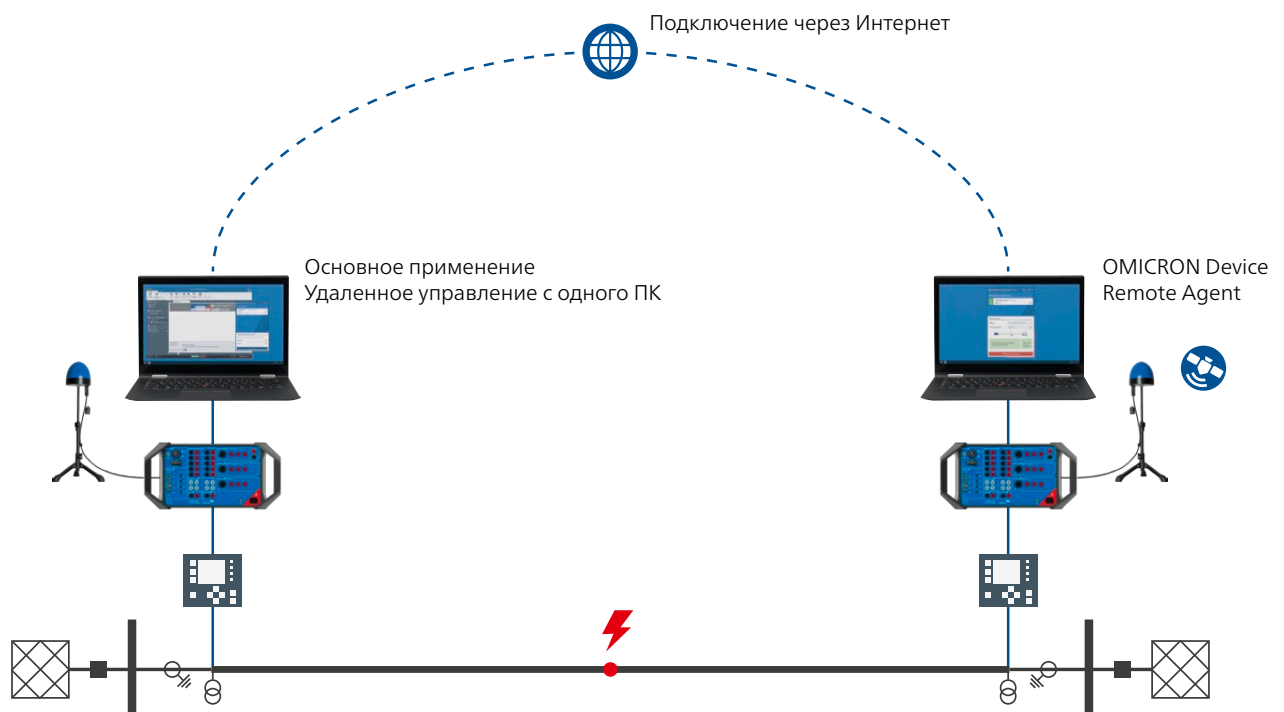 Подключение через Интернет
Основное применение
Удаленное управление с одного ПК
OMICRON Device
Remote Agent